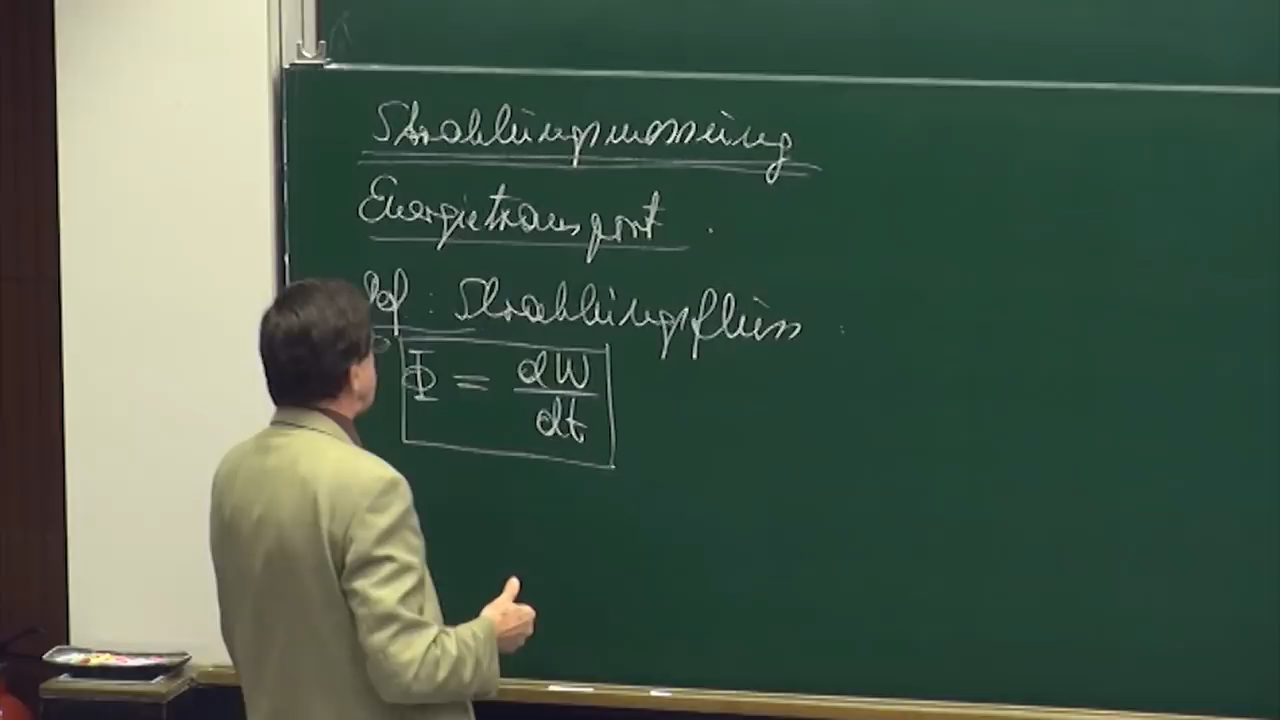 Strahlungsmessung
Energietransport.
Def: Strahlungsfluss:
Φ = dW
dt